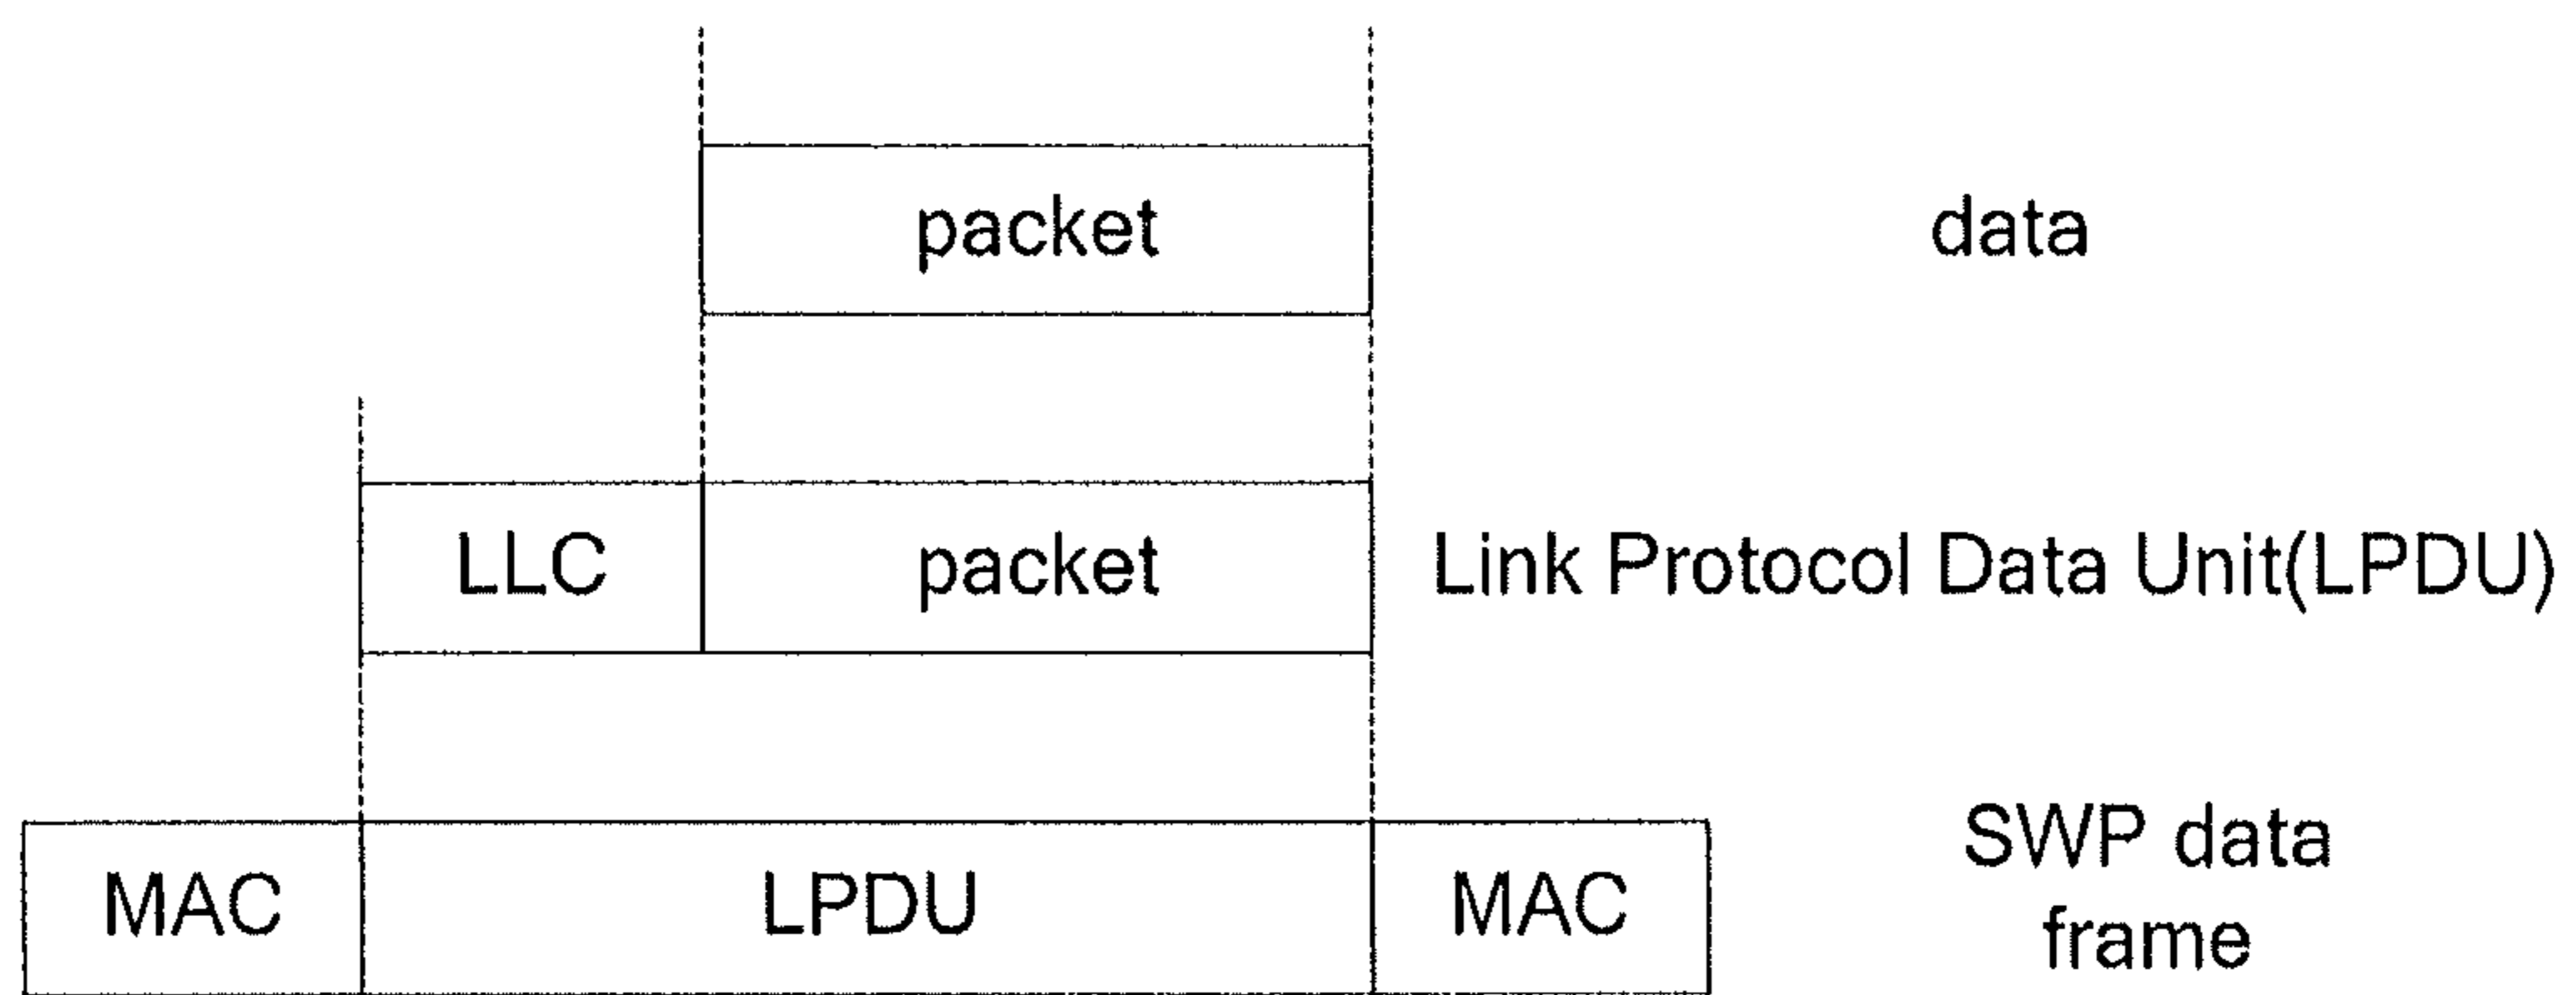 packet data
LLC packet Link Protocol Data Unit(LPDU)
MAC LPDU MAC SWP data
frame